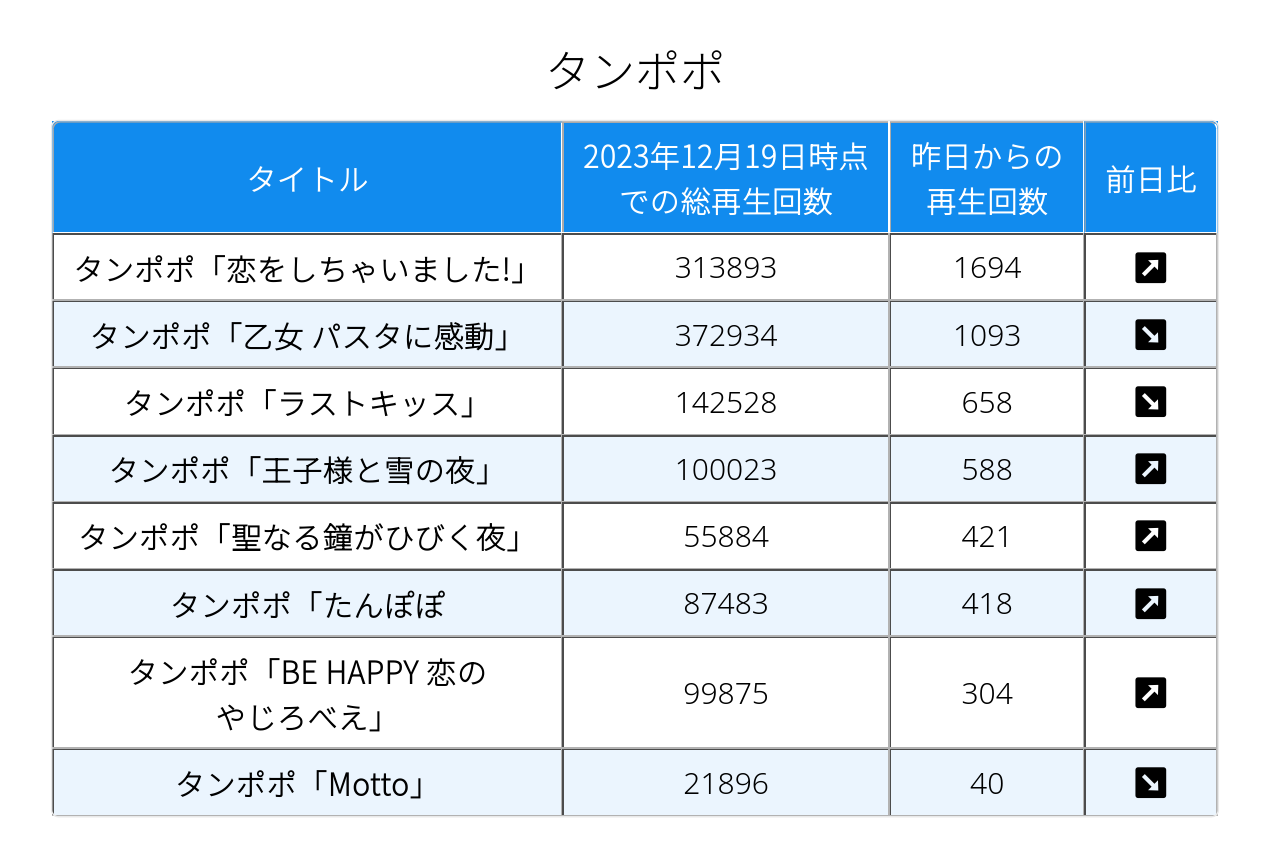 タンポポ
タイトル
2023年12月19日時点
での総再生回数
昨日からの
再生回数
前日比
タンポポ「恋をしちゃいました!」 313893 1694 ↗
タンポポ「乙女 パスタに感動」 372934 1093 ↘
タンポポ「ラストキッス」 142528 658 ↘
タンポポ「王子様と雪の夜」 100023 588 ↗
タンポポ「聖なる鐘がひびく夜」 55884 421 ↗
タンポポ「たんぽぽ 87483 418 ↗
タンポポ「BE HAPPY 恋の
やじろべえ」 99875 304 ↗
タンポポ「Motto」 21896 40 ↘